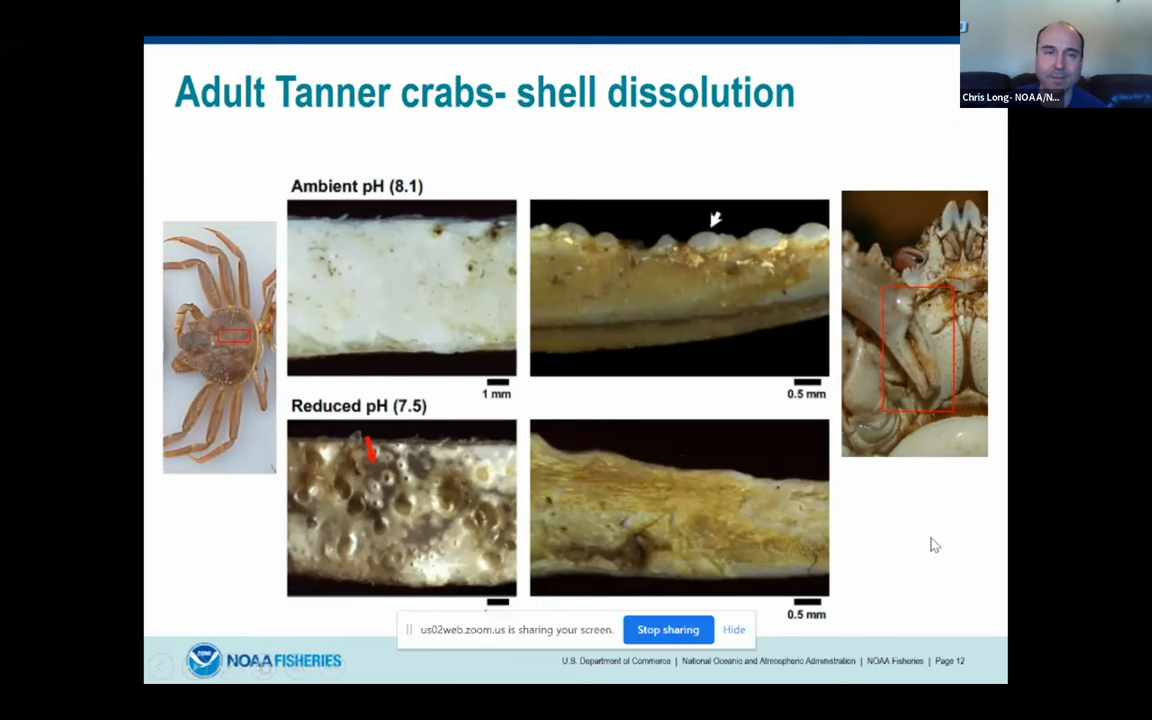 Chris Long- NOAA/N...
Adult Tanner crabs- shell dissolution
Ambient pH (8.1)
1 mm
0.5 mm
Reduced pH (7.5)
0.5 mm
us02web.zoom.us is sharing your screen.
Stop sharing
Hide
NOAA
NOAA FISHERIES
U.S. Department of Commerce | National Oceanic and Atmospheric Administration | NOAA Fisheries | Page 12